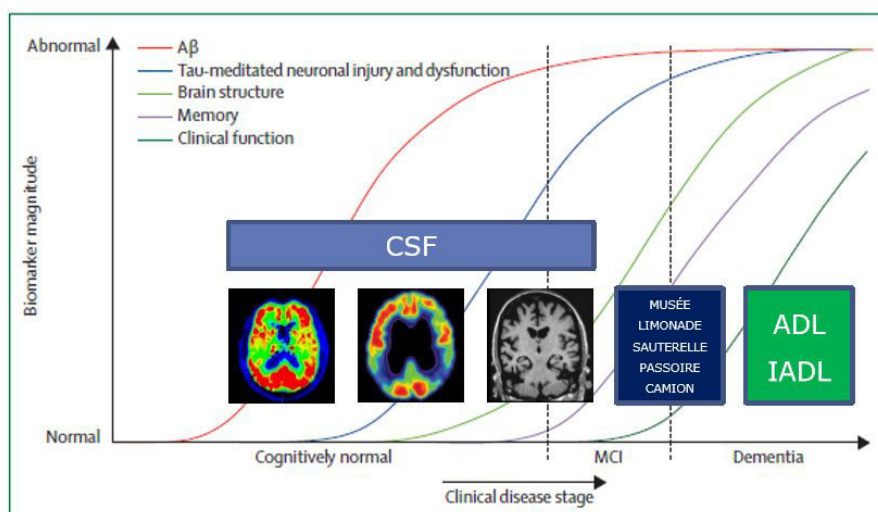 Abnormal
Aβ
Tau-meditated neuronal injury and dysfunction
Brain structure
Memory
Clinical function
Biomarker magnitude
CSF
MUSÉE
LIMONADE
SAUTERELLE
PASSOIRE
CAMION
ADL
IADL
Normal
Cognitively normal
MCI
Dementia
Clinical disease stage